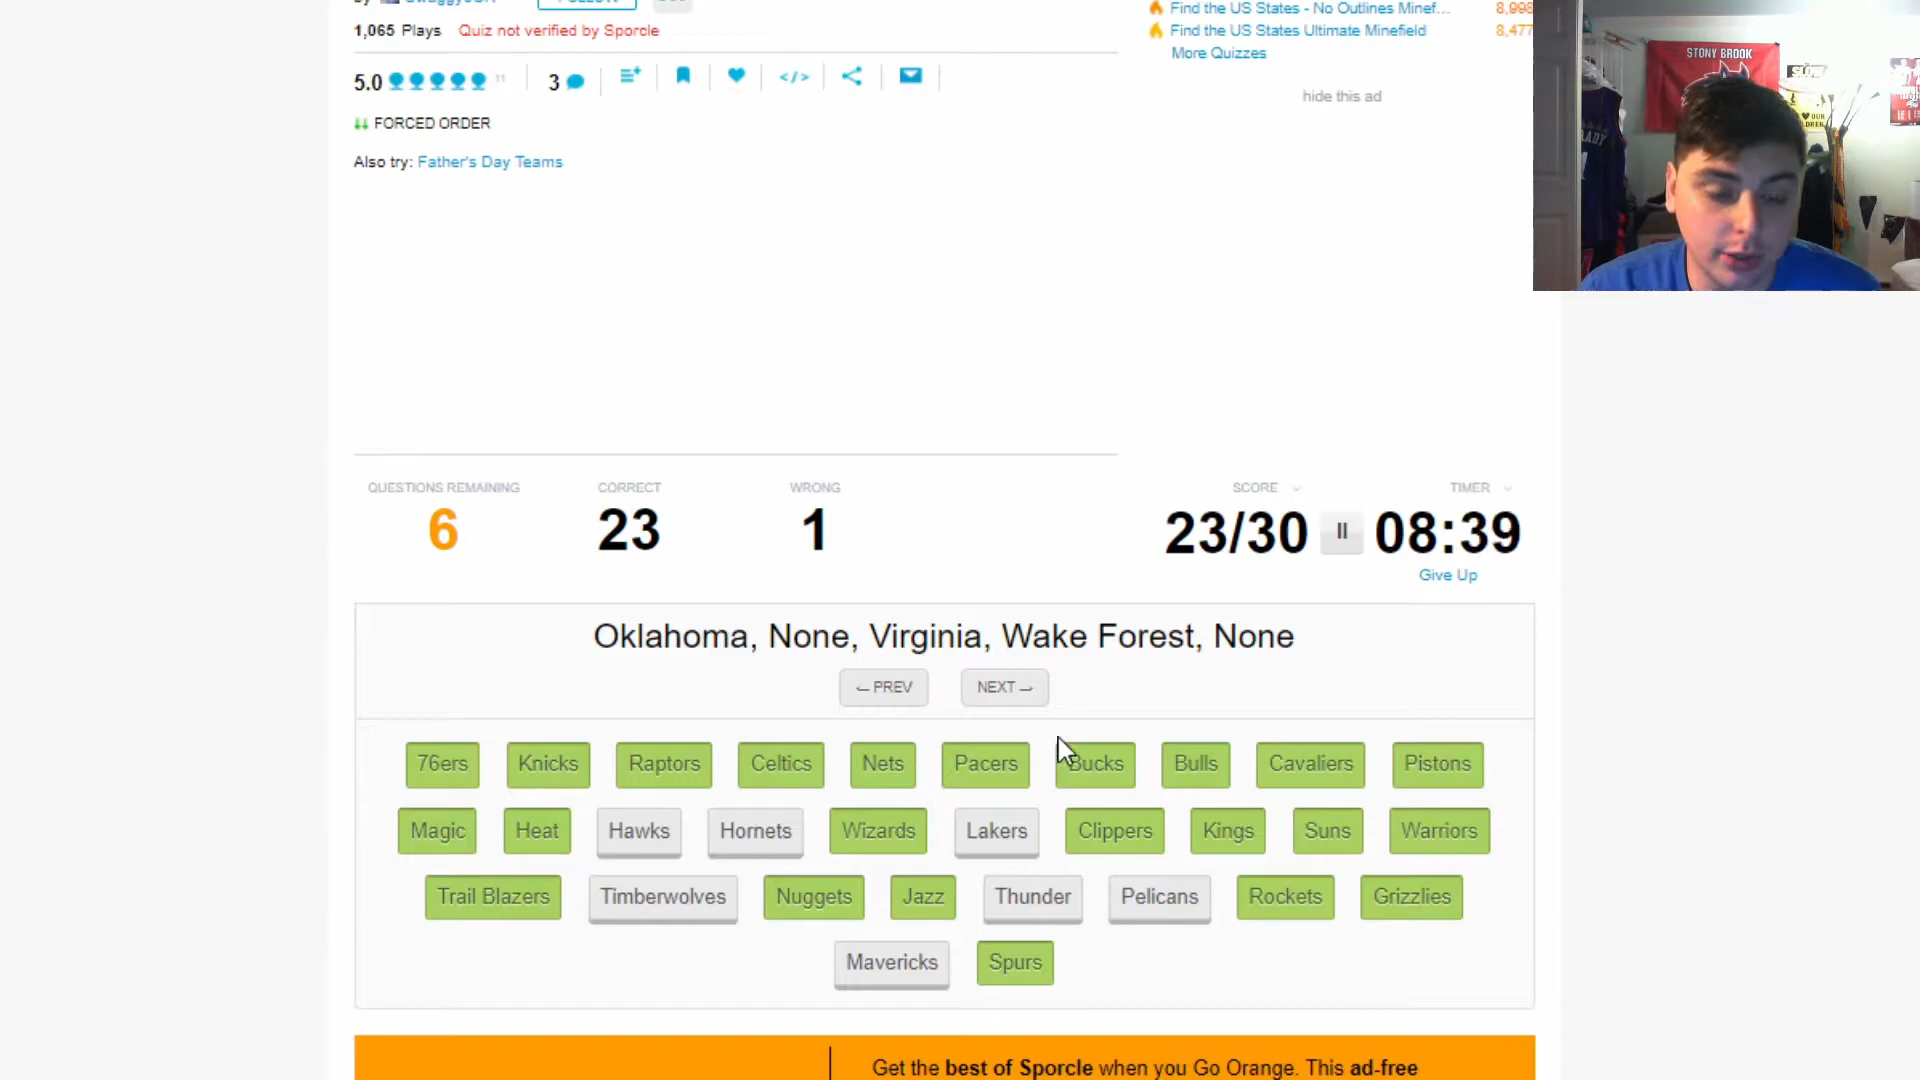 Find the US States - No Outlines Minef... 8,998
1,065 Plays Quiz not verified by Sporcle
Find the US States Ultimate Minefield 8,477
More Quizzes
STONY BROOK
5.0 11 3
hide this ad
FORCED ORDER
Also try: Father's Day Teams
QUESTIONS REMAINING CORRECT WRONG SCORE TIMER
6 23 1 23/30 08:39
Give Up
Oklahoma, None, Virginia, Wake Forest, None
PREV NEXT
76ers Knicks Raptors Celtics Nets Pacers Bucks Bulls Cavaliers Pistons
Magic Heat Hawks Hornets Wizards Lakers Clippers Kings Suns Warriors
Trail Blazers Timberwolves Nuggets Jazz Thunder Pelicans Rockets Grizzlies
Mavericks Spurs
Get the best of Sporcle when you Go Orange. This ad-free